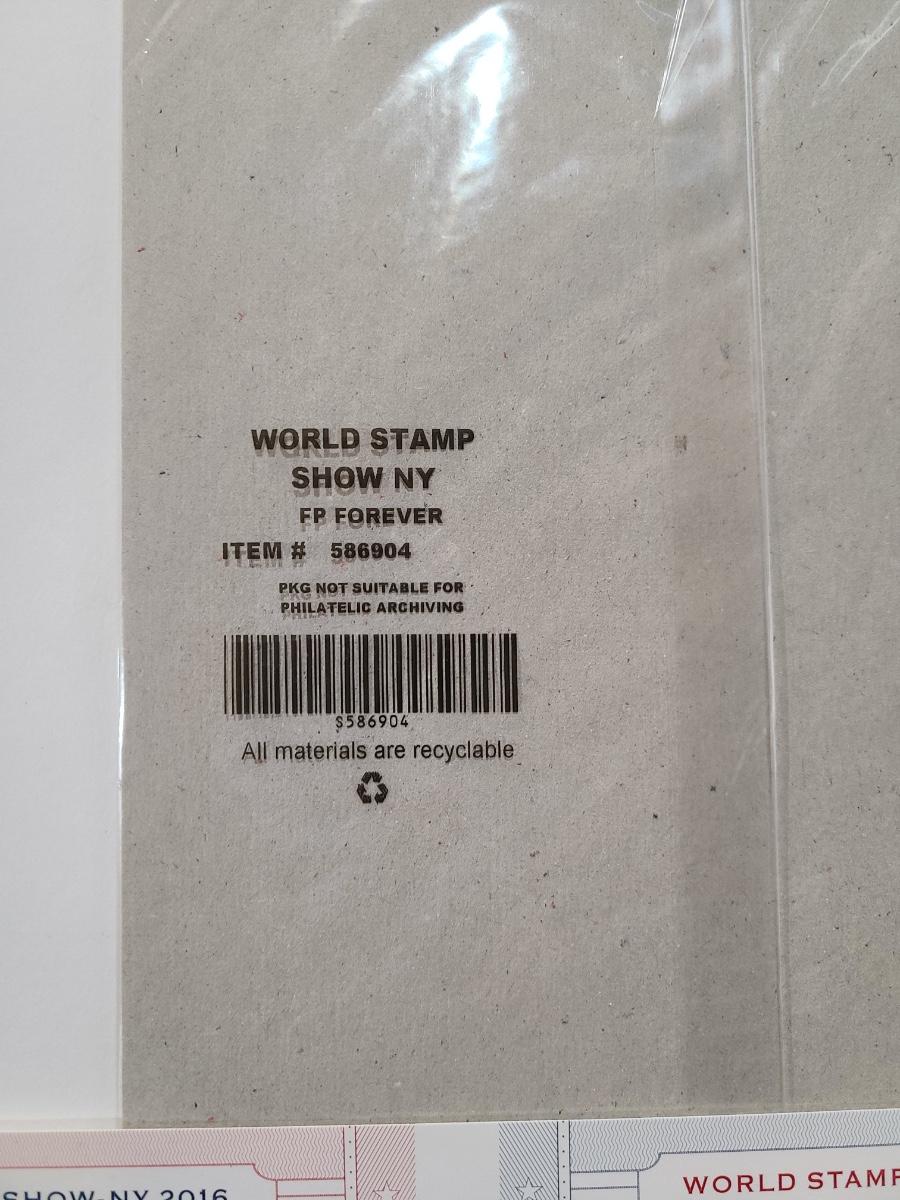 WORLD STAMP
SHOW NY
FP FOREVER
ITEM # 586904
PKG NOT SUITABLE FOR
PHILATELIC ARCHIVING
S586904
All materials are recyclable
SHOW-NY 2016
WORLD STAMP